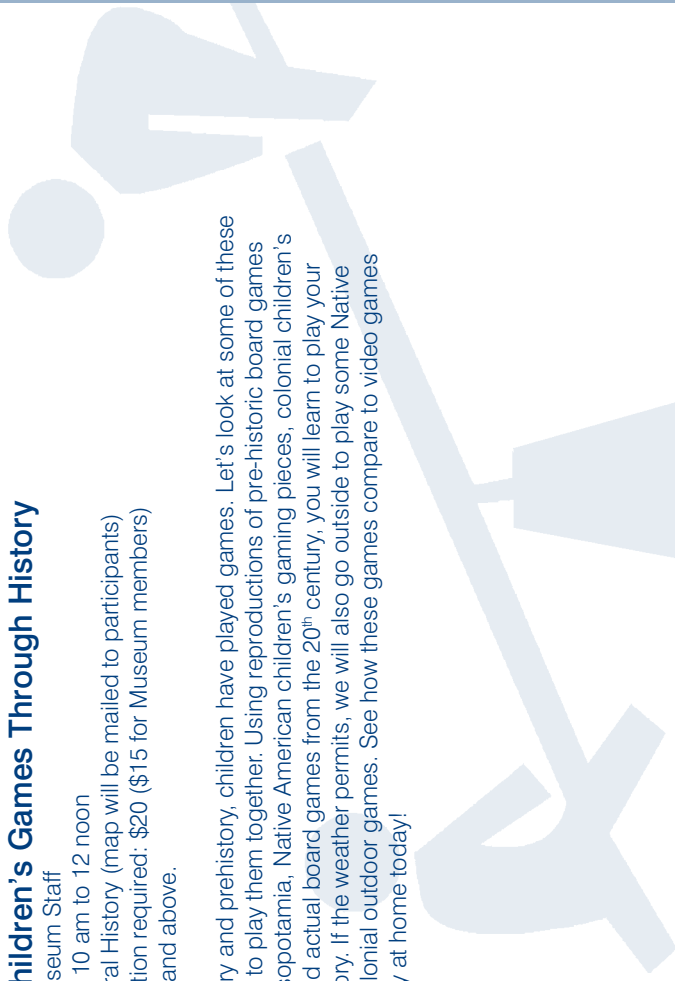 hildren's Games Through History
seum Staff
10 am to 12 noon
ral History (map will be mailed to participants)
tion required: $20 ($15 for Museum members)
and above.
ry and prehistory, children have played games. Let's look at some of these
to play them together. Using reproductions of pre-historic board games
sopotamia, Native American children's gaming pieces, colonial children's
d actual board games from the 20th century, you will learn to play your
ory. If the weather permits, we will also go outside to play some Native
lonial outdoor games. See how these games compare to video games
y at home today!